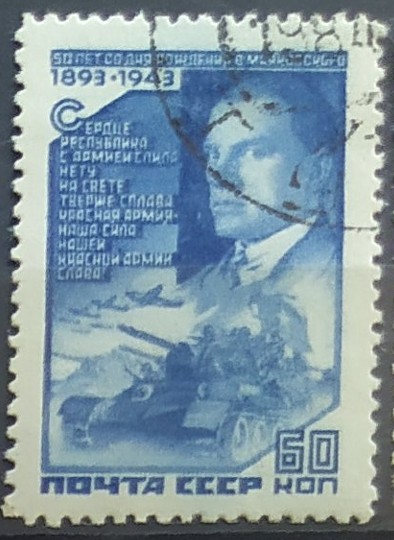 50 ЛЕТ СО ДНЯ РОЖДЕНИЯ В МАЯКОВСКОГО
1893·1943
СЕРДЦЕ
РЕСПУБЛИКА
С АРМИЕЙ СЛИЛА
НЕТУ
НА СВЕТЕ
ТВЕРЖЕ СПЛАВА
КРАСНАЯ АРМИЯ
НАША СИЛА
НАШЕЙ
КРАСНОЙ АРМИИ
СЛАВА!
60
ПОЧТА СССР КОП